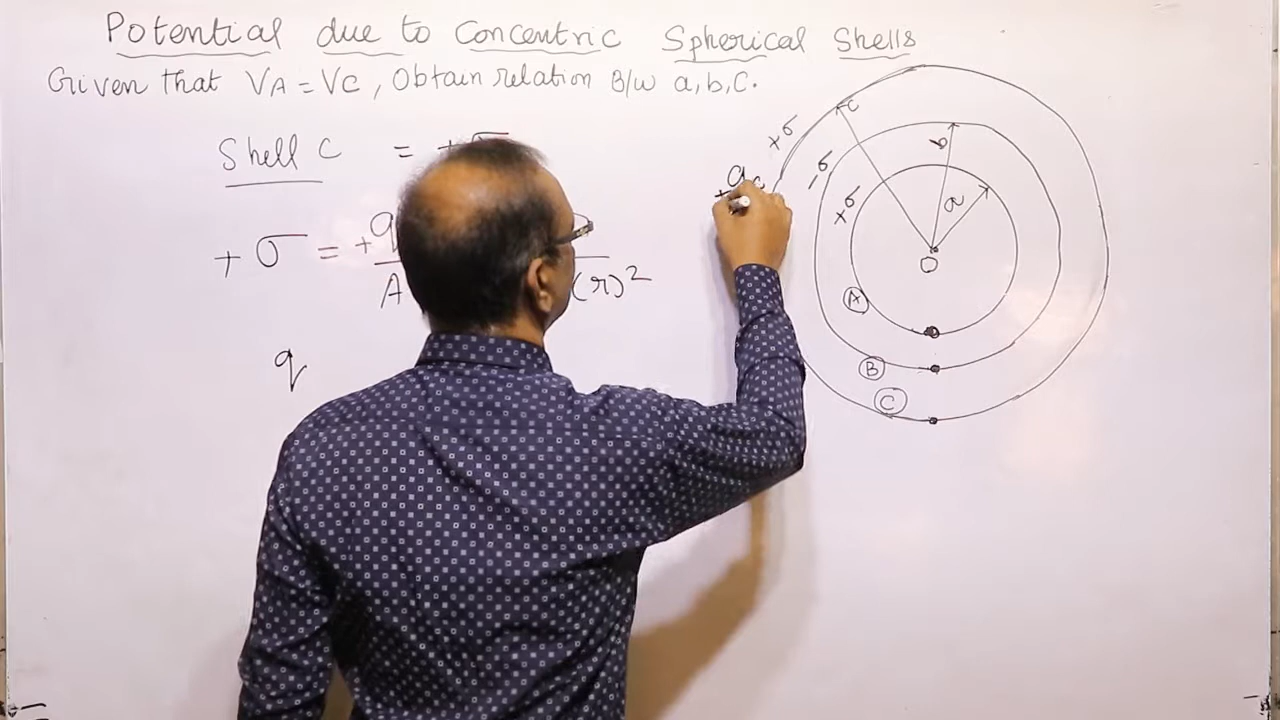 Potential due to Concentric Spherical Shells
Given that VA = VC, Obtain relation B/w a, b, C.
Shell C = +
+ σ = +q
A
(r)²
q
+q
+σ
-σ
+σ
c
b
a
O
A
B
C